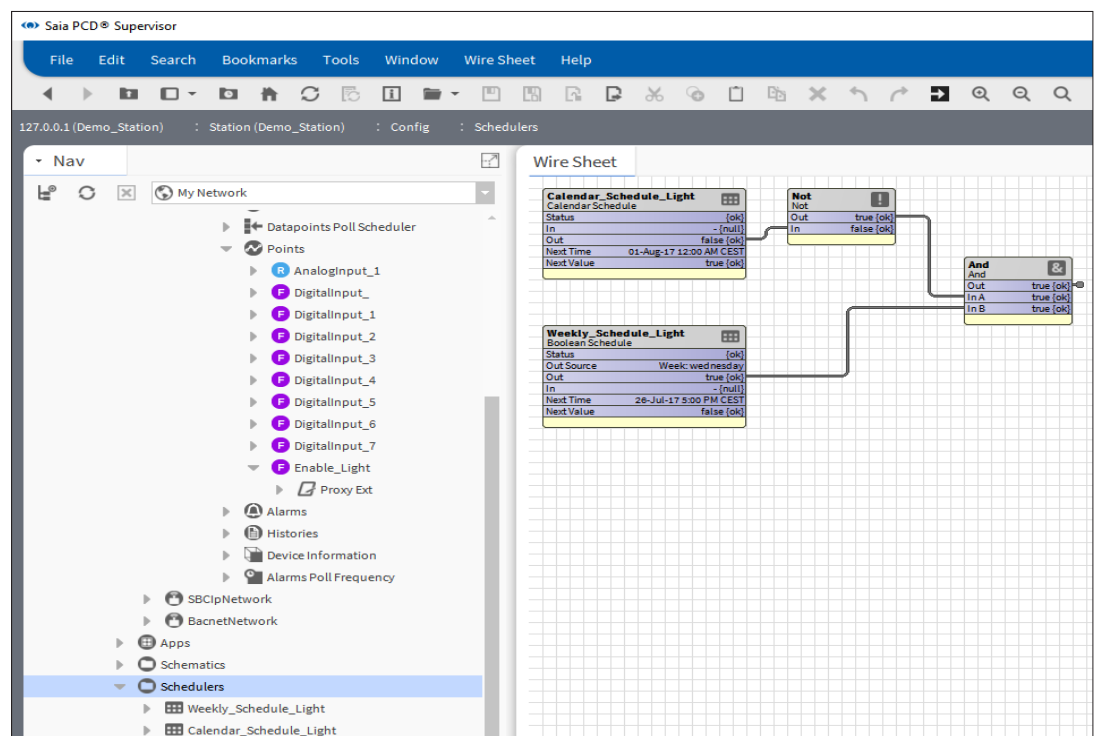 Saia PCD® Supervisor
File Edit Search Bookmarks Tools Window Wire Sheet Help
127.0.0.1 (Demo_Station) : Station (Demo_Station) : Config : Schedulers
Nav
My Network
Datapoints Poll Scheduler
Points
R AnalogInput_1
F DigitalInput_
F DigitalInput_1
F DigitalInput_2
F DigitalInput_3
F DigitalInput_4
F DigitalInput_5
F DigitalInput_6
F DigitalInput_7
F Enable_Light
Proxy Ext
Alarms
Histories
Device Information
Alarms Poll Frequency
SBCIpNetwork
BacnetNetwork
Apps
Schematics
Schedulers
Weekly_Schedule_Light
Calendar_Schedule_Light
Wire Sheet
Calendar_Schedule_Light
Calendar Schedule
Status {ok}
In - {null}
Out false {ok}
Next Time 01-Aug-17 12:00 AM CEST
Next Value true {ok}
Not
Not
Out true {ok}
In false {ok}
And
And
&
Out true {ok}
In A true {ok}
In B true {ok}
Weekly_Schedule_Light
Boolean Schedule
Status {ok}
Out Source Week: wednesday
Out true {ok}
In - {null}
Next Time 26-Jul-17 5:00 PM CEST
Next Value false {ok}